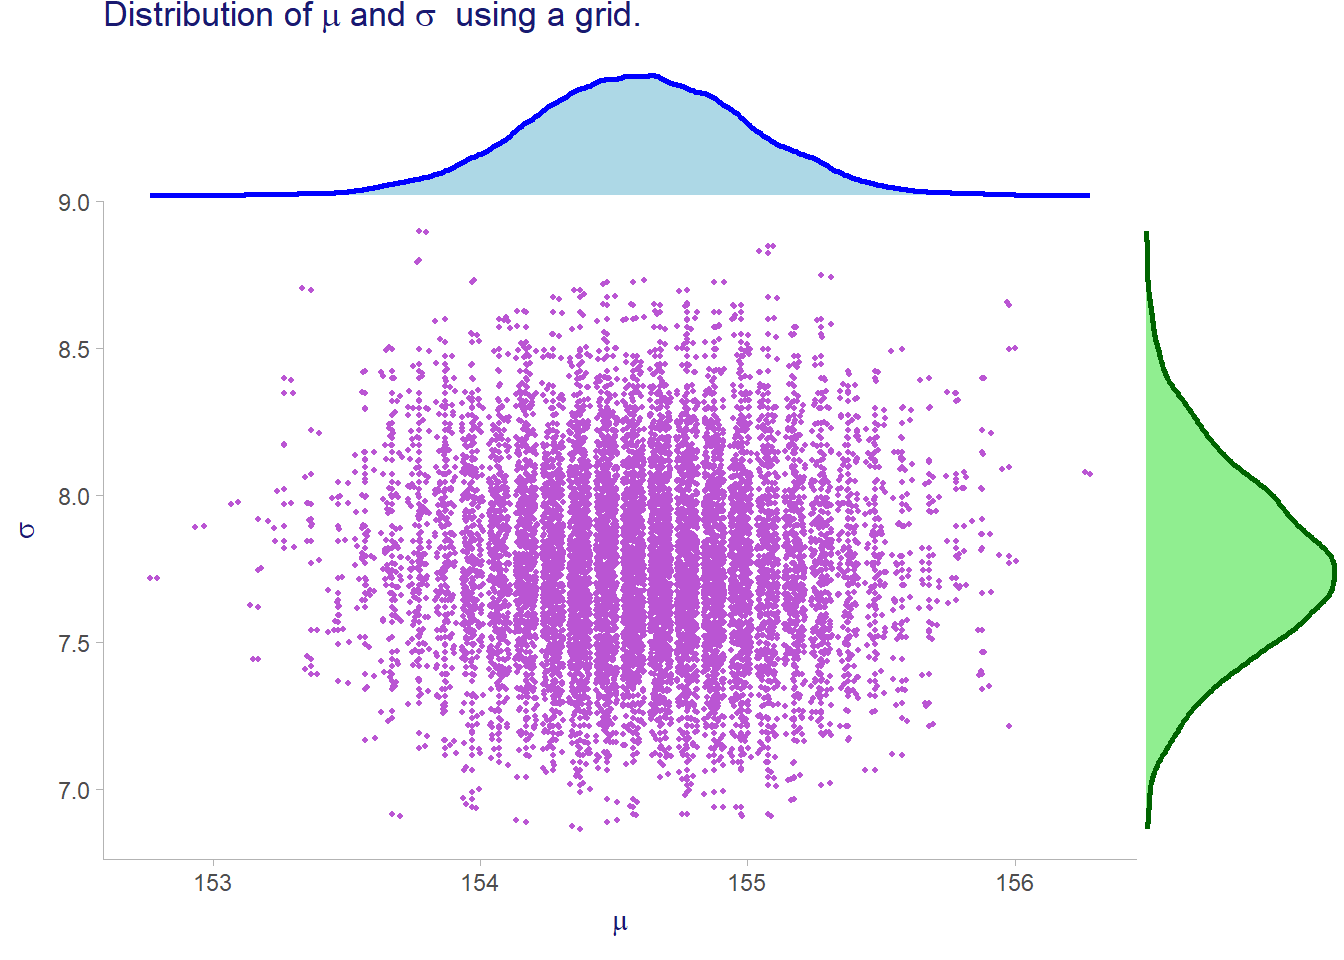 Distribution of μ and σ  using a grid.
9.0
8.5
8.0
7.5
7.0
σ
153 154 155 156
μ